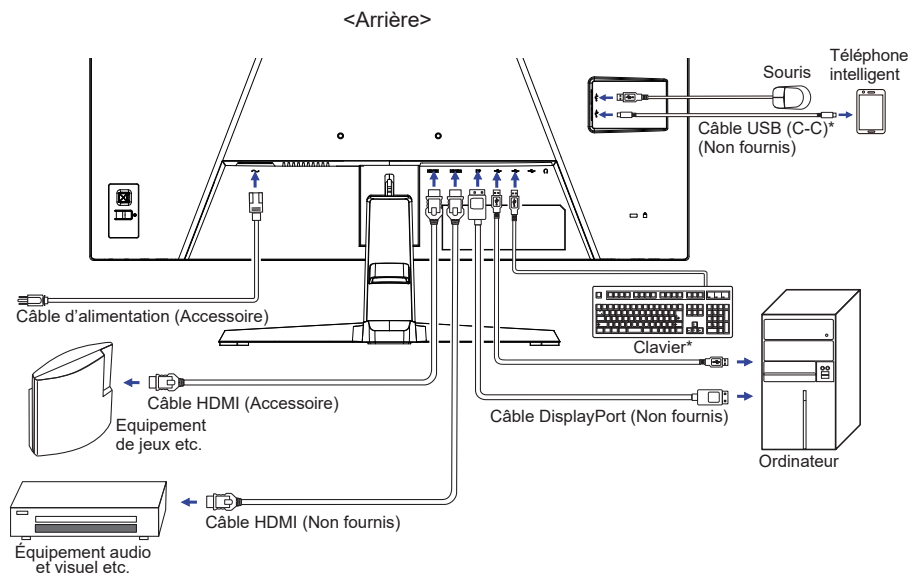 <Arrière>
Souris
Téléphone
intelligent
Câble USB (C-C)*
(Non fournis)
Câble d’alimentation (Accessoire)
Clavier*
Câble HDMI (Accessoire)
Equipement
de jeux etc.
Câble DisplayPort (Non fournis)
Ordinateur
Câble HDMI (Non fournis)
Équipement audio
et visuel etc.